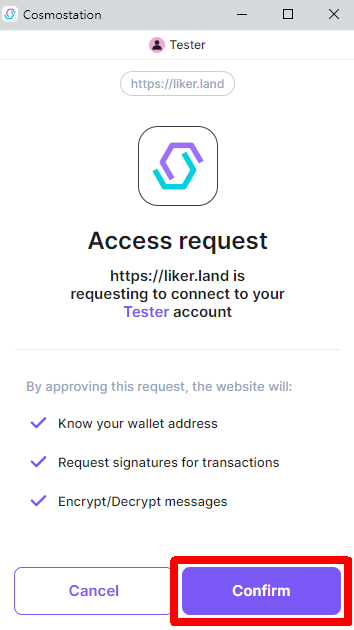 Cosmostation
Tester
https://liker.land
Access request
https://liker.land is
requesting to connect to your
Tester account
By approving this request, the website will:
Know your wallet address
Request signatures for transactions
Encrypt/Decrypt messages
Cancel
Confirm